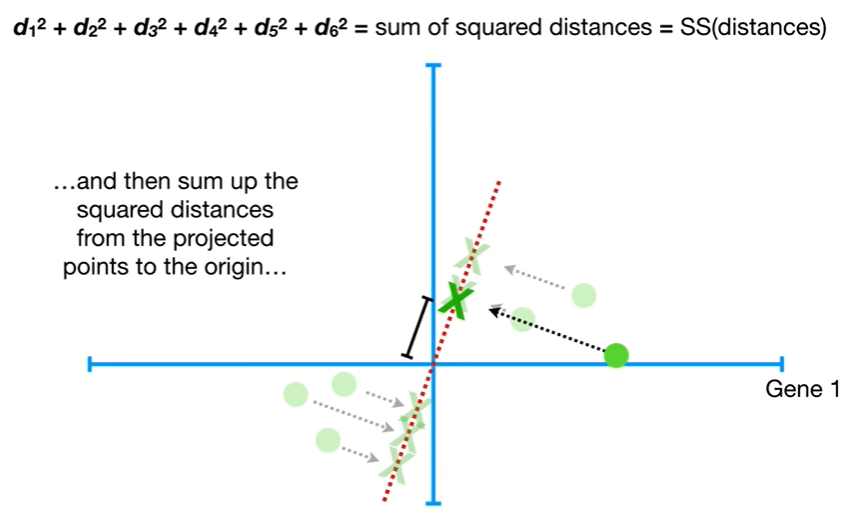 d₁² + d₂² + d₃² + d₄² + d₅² + d₆² = sum of squared distances = SS(distances)
…and then sum up the
squared distances
from the projected
points to the origin…
Gene 1